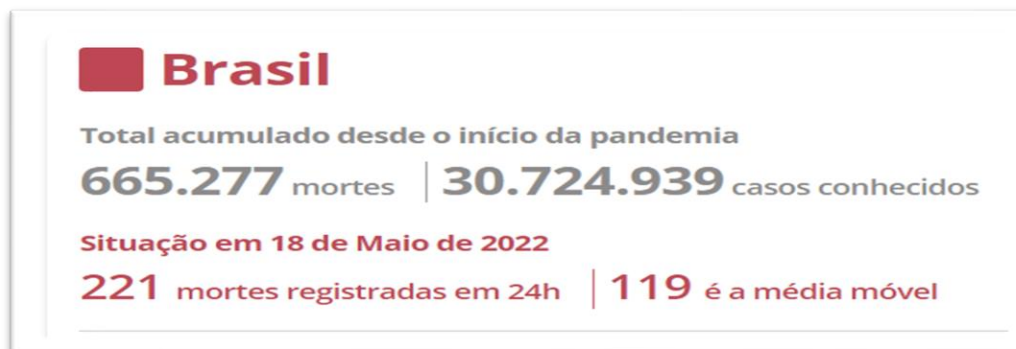 Brasil
Total acumulado desde o início da pandemia
665.277 mortes 30.724.939 casos conhecidos
Situação em 18 de Maio de 2022
221 mortes registradas em 24h 119 é a média móvel